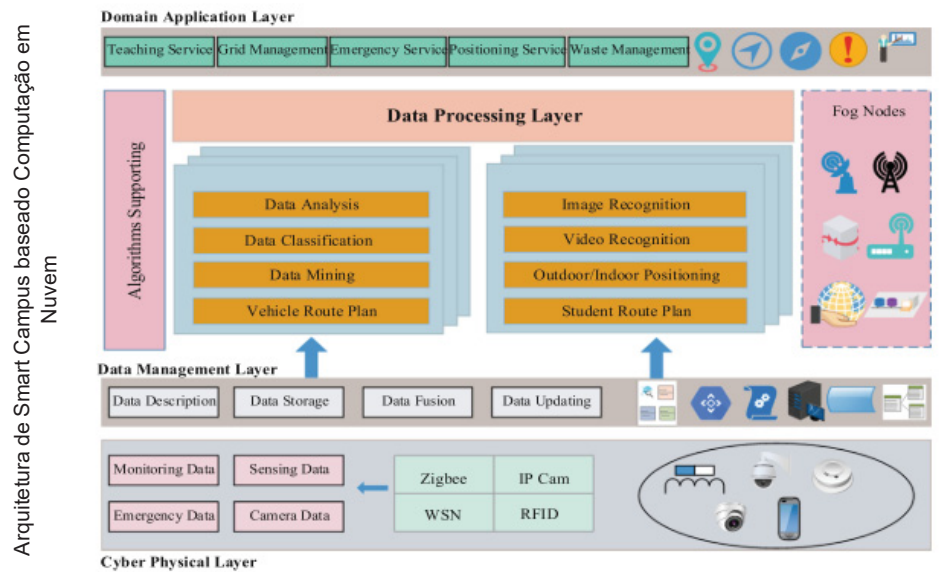 Arquitetura de Smart Campus baseado Computação em
Nuvem
Domain Application Layer
Teaching Service
Grid Management
Emergency Service
Positioning Service
Waste Management
Algorithms Supporting
Data Processing Layer
Data Analysis
Data Classification
Data Mining
Vehicle Route Plan
Image Recognition
Video Recognition
Outdoor/Indoor Positioning
Student Route Plan
Fog Nodes
Data Management Layer
Data Description
Data Storage
Data Fusion
Data Updating
Monitoring Data
Sensing Data
Emergency Data
Camera Data
Zigbee
IP Cam
WSN
RFID
Cyber Physical Layer